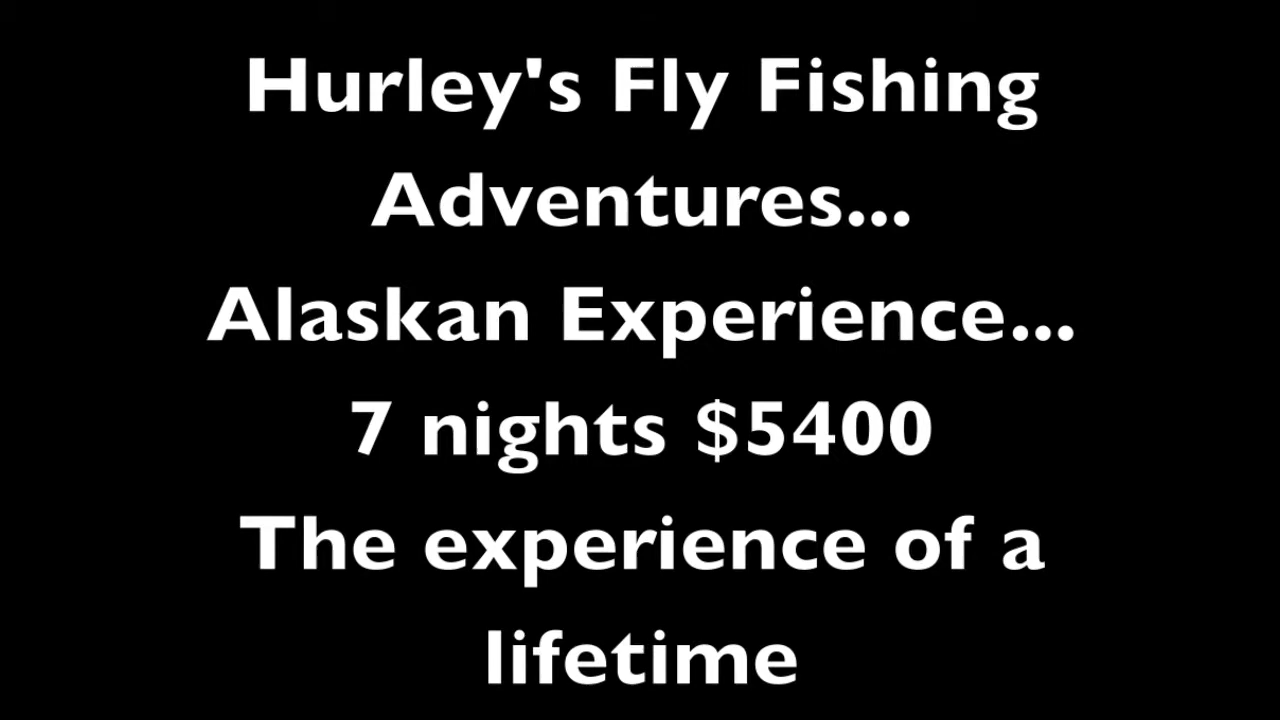 Hurley's Fly Fishing
Adventures...
Alaskan Experience...
7 nights $5400
The experience of a
lifetime